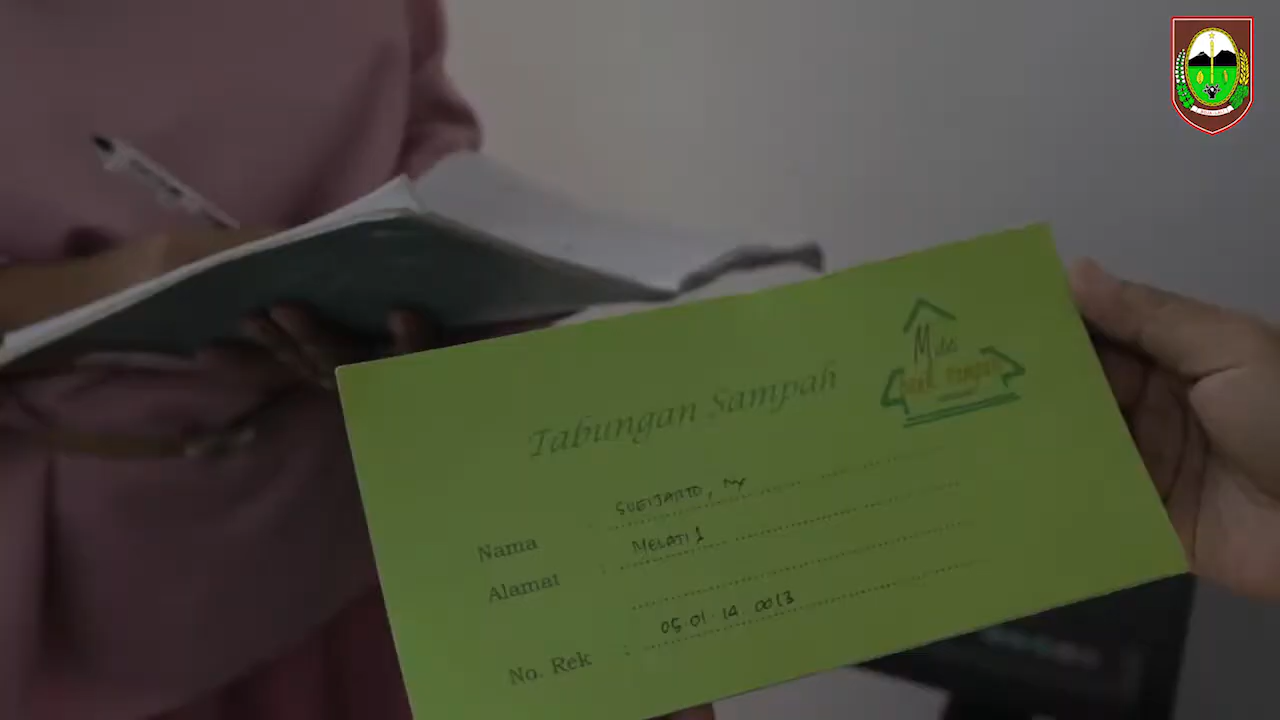 Tabungan Sampah
Nama : SUGIJARTO, Ny
Alamat : MELATI 1
No. Rek : 05.01.14.0013